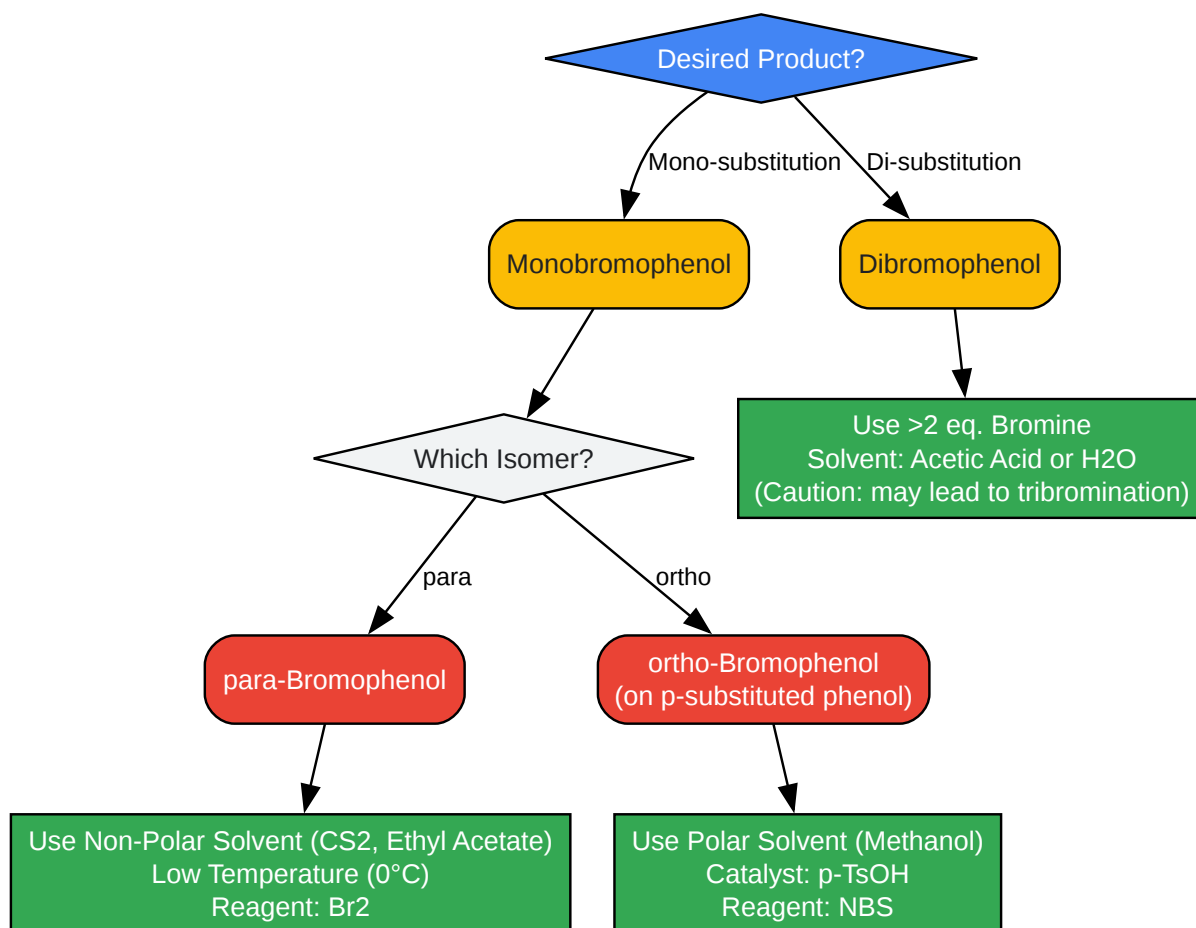 Desired Product?
Mono-substitution
Di-substitution
Monobromophenol
Dibromophenol
Use >2 eq. Bromine
Solvent: Acetic Acid or H2O
(Caution: may lead to tribromination)
Which Isomer?
para
ortho
para-Bromophenol
ortho-Bromophenol
(on p-substituted phenol)
Use Non-Polar Solvent (CS2, Ethyl Acetate)
Low Temperature (0°C)
Reagent: Br2
Use Polar Solvent (Methanol)
Catalyst: p-TsOH
Reagent: NBS